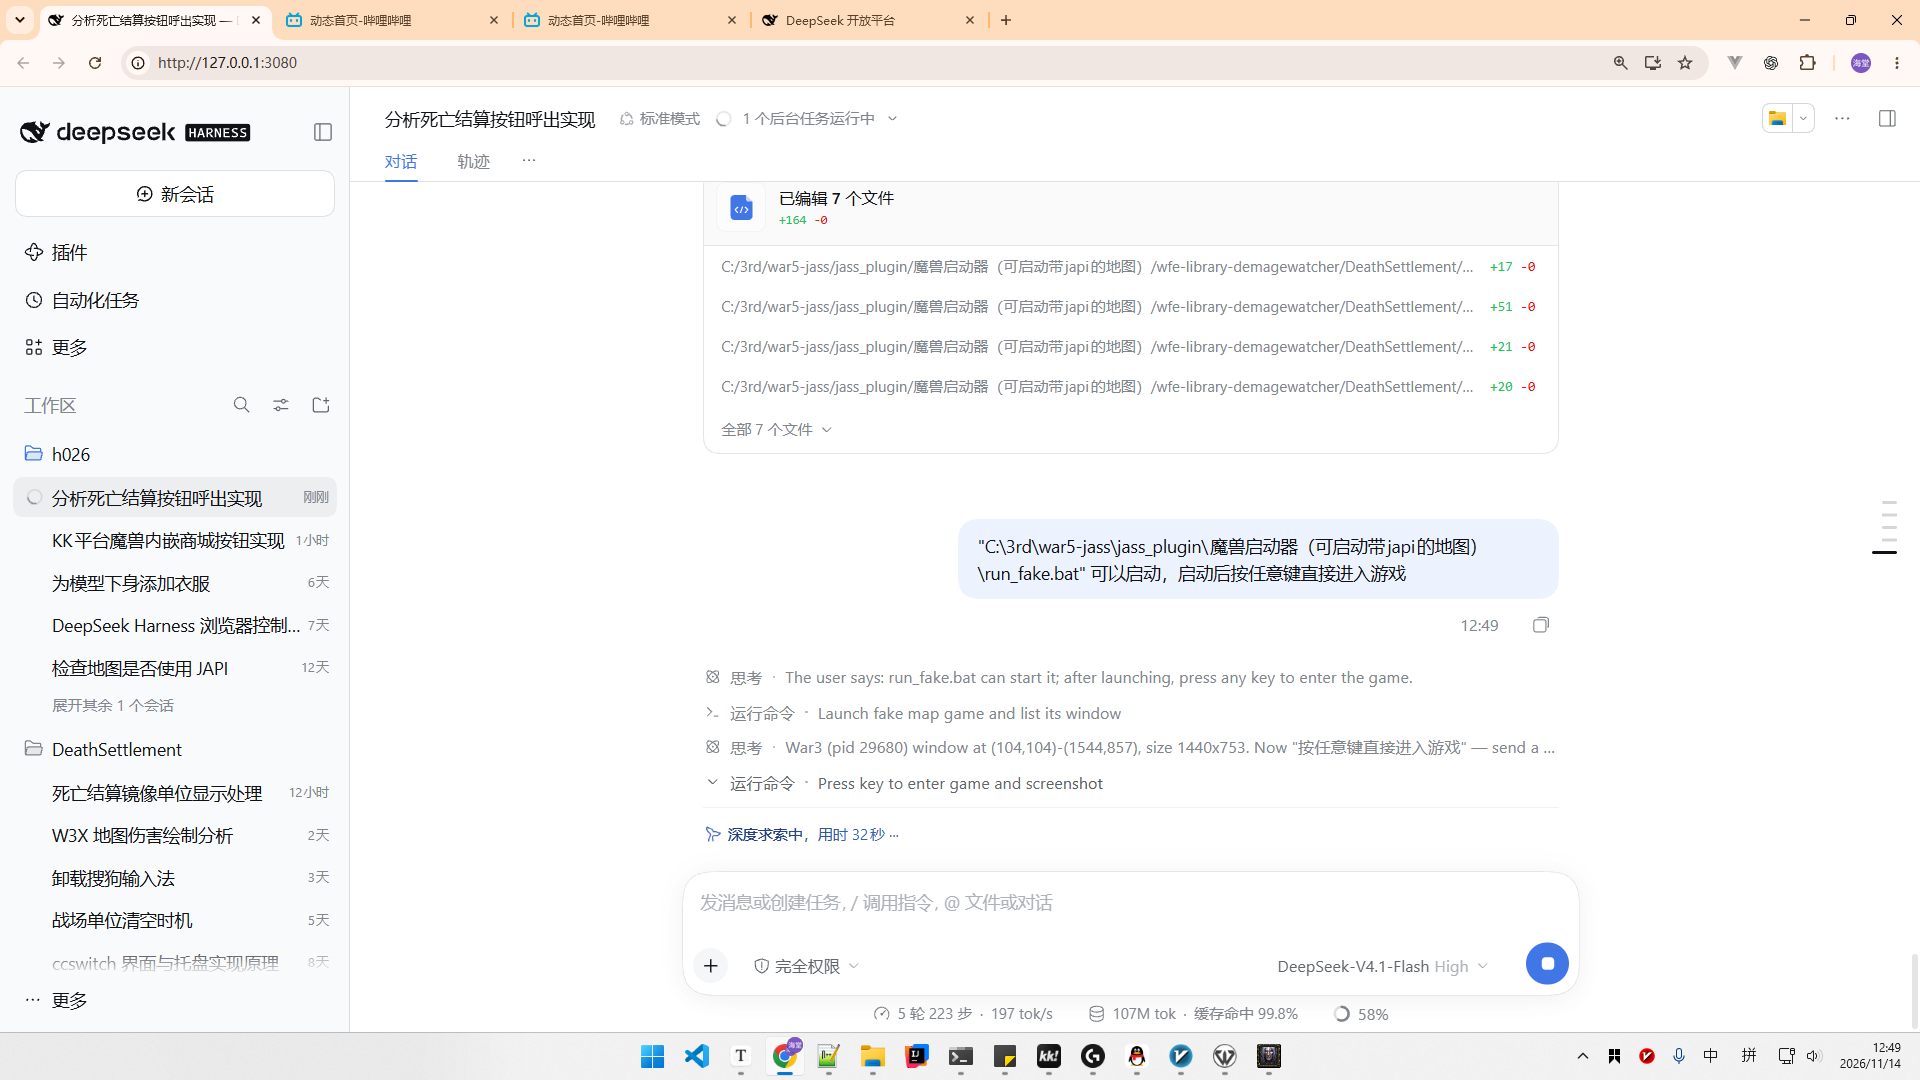 分析死亡结算按钮呼出实现 —
动态首页-哔哩哔哩
动态首页-哔哩哔哩
DeepSeek 开放平台
http://127.0.0.1:3080
海堂
deepseek HARNESS
新会话
插件
自动化任务
更多
工作区
h026
分析死亡结算按钮呼出实现 刚刚
KK平台魔兽内嵌商城按钮实现 1小时
为模型下身添加衣服 6天
DeepSeek Harness 浏览器控制... 7天
检查地图是否使用 JAPI 12天
展开其余 1 个会话
DeathSettlement
死亡结算镜像单位显示处理 12小时
W3X 地图伤害绘制分析 2天
卸载搜狗输入法 3天
战场单位清空时机 5天
ccswitch 界面与托盘实现原理 8天
更多
分析死亡结算按钮呼出实现 标准模式 1 个后台任务运行中
对话 轨迹 ...
已编辑 7 个文件
+164 -0
C:/3rd/war5-jass/jass_plugin/魔兽启动器（可启动带japi的地图）/wfe-library-demagewatcher/DeathSettlement/... +17 -0
C:/3rd/war5-jass/jass_plugin/魔兽启动器（可启动带japi的地图）/wfe-library-demagewatcher/DeathSettlement/... +51 -0
C:/3rd/war5-jass/jass_plugin/魔兽启动器（可启动带japi的地图）/wfe-library-demagewatcher/DeathSettlement/... +21 -0
C:/3rd/war5-jass/jass_plugin/魔兽启动器（可启动带japi的地图）/wfe-library-demagewatcher/DeathSettlement/... +20 -0
全部 7 个文件
"C:\3rd\war5-jass\jass_plugin\魔兽启动器（可启动带japi的地图）
\run_fake.bat" 可以启动，启动后按任意键直接进入游戏
12:49
思考 · The user says: run_fake.bat can start it; after launching, press any key to enter the game.
运行命令 · Launch fake map game and list its window
思考 · War3 (pid 29680) window at (104,104)-(1544,857), size 1440x753. Now "按任意键直接进入游戏" — send a ...
运行命令 · Press key to enter game and screenshot
深度求索中，用时 32秒 ...
发消息或创建任务, / 调用指令, @ 文件或对话
完全权限
DeepSeek-V4.1-Flash High
5 轮 223 步 · 197 tok/s 107M tok · 缓存命中 99.8% 58%
T
海堂
kk!
中
拼
12:49
2026/11/14